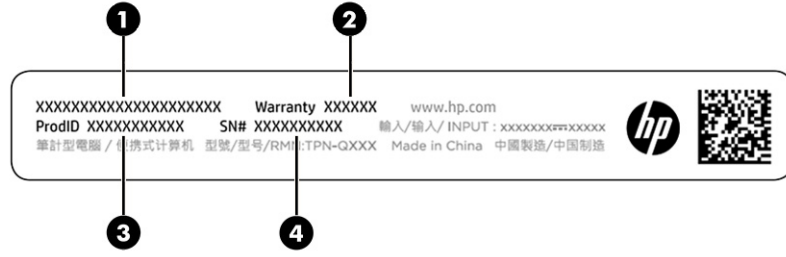 1 2
XXXXXXXXXXXXXXXXXXXXX Warranty XXXXXX www.hp.com
ProdID XXXXXXXXXXX SN# XXXXXXXXXX 輸入/输入/ INPUT : xxxxxxx⎓xxxxx
筆計型電腦 / 便携式计算机 型號/型号/RMN:TPN-QXXX Made in China 中國製造/中国制造
hp
3 4